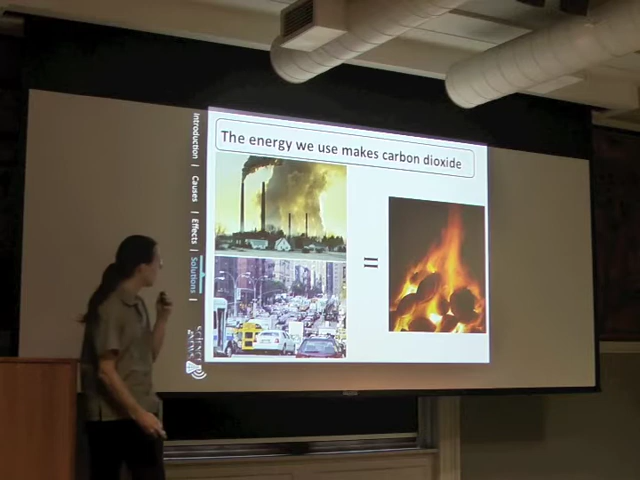 The energy we use makes carbon dioxide
Introduction | Causes | Effects | Solutions |
=